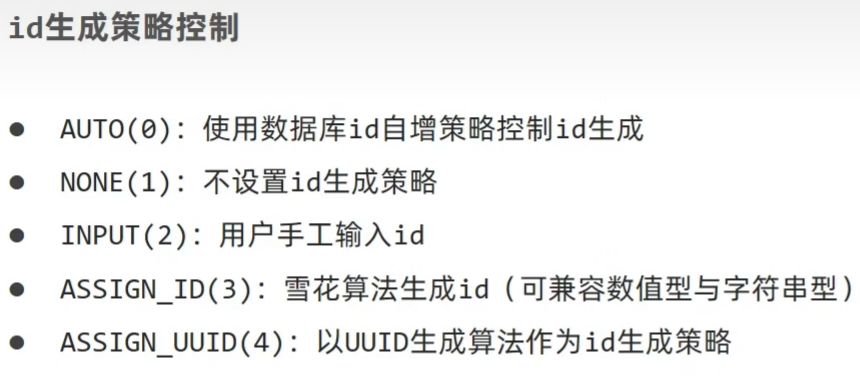 id生成策略控制
● AUTO(0): 使用数据库id自增策略控制id生成
● NONE(1): 不设置id生成策略
● INPUT(2): 用户手工输入id
● ASSIGN_ID(3): 雪花算法生成id（可兼容数值型与字符串型）
● ASSIGN_UUID(4): 以UUID生成算法作为id生成策略